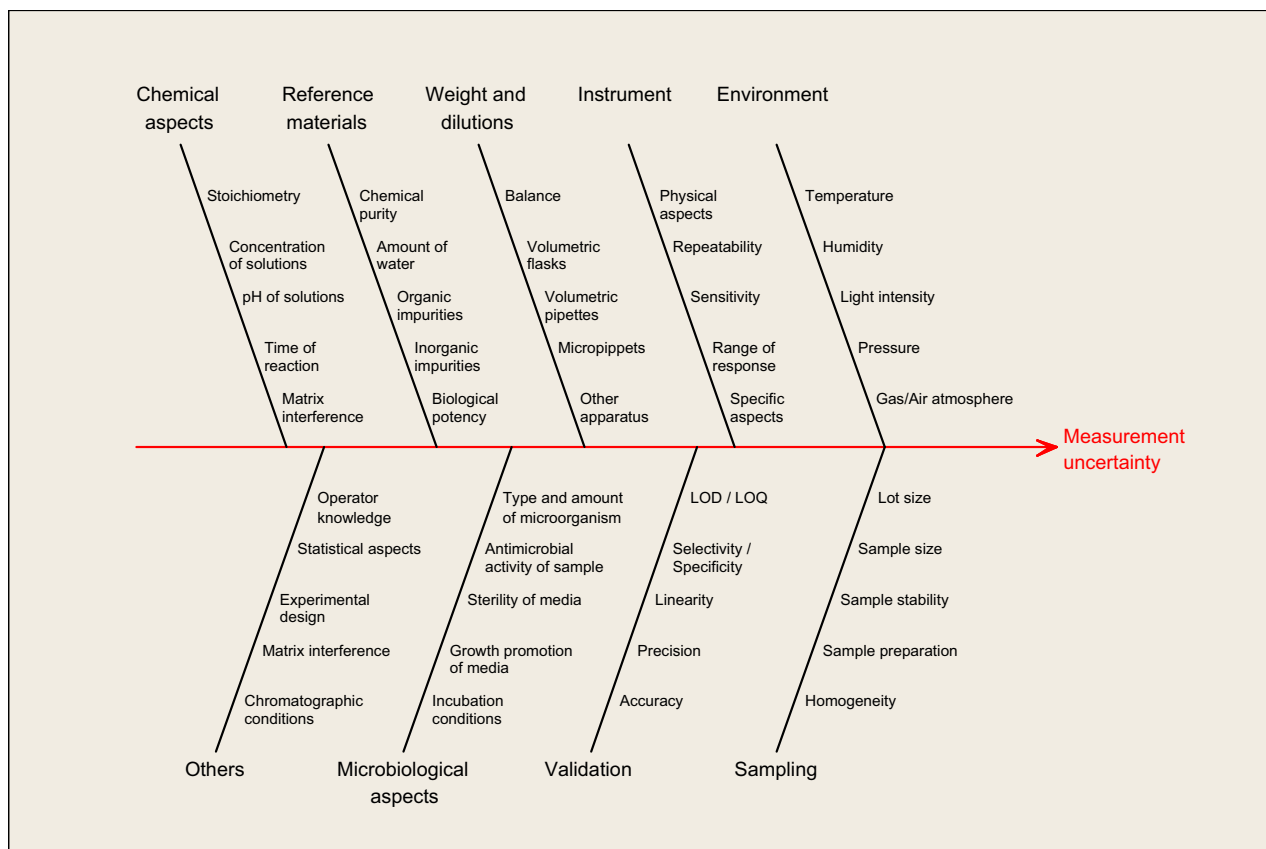 Chemical
aspects
Stoichiometry
Concentration
of solutions
pH of solutions
Time of
reaction
Matrix
interference
Reference
materials
Chemical
purity
Amount of
water
Organic
impurities
Inorganic
impurities
Biological
potency
Weight and
dilutions
Balance
Volumetric
flasks
Volumetric
pipettes
Micropippets
Other
apparatus
Instrument
Physical
aspects
Repeatability
Sensitivity
Range of
response
Specific
aspects
Environment
Temperature
Humidity
Light intensity
Pressure
Gas/Air atmosphere
Measurement
uncertainty
Operator
knowledge
Statistical aspects
Experimental
design
Matrix interference
Chromatographic
conditions
Others
Type and amount
of microorganism
Antimicrobial
activity of sample
Sterility of media
Growth promotion
of media
Incubation
conditions
Microbiological
aspects
LOD / LOQ
Selectivity /
Specificity
Linearity
Precision
Accuracy
Validation
Lot size
Sample size
Sample stability
Sample preparation
Homogeneity
Sampling